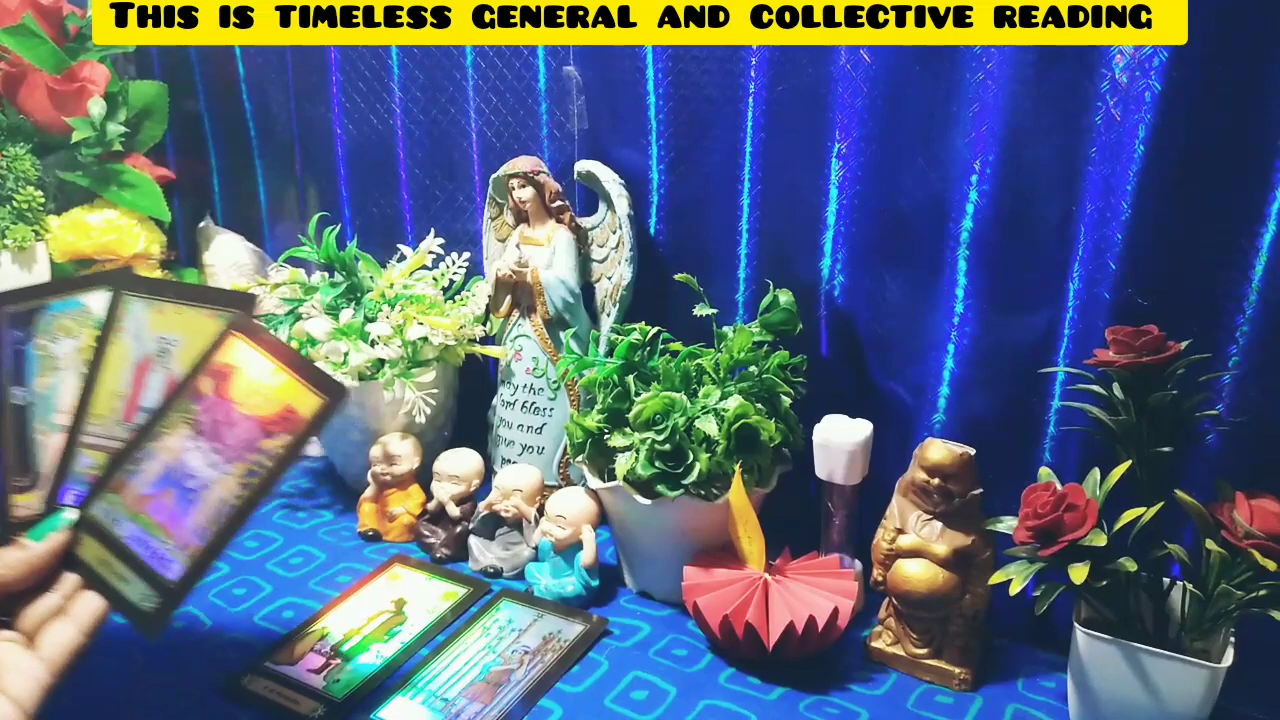 This is timeless general and collective reading
may the
lord bless
you and
give you